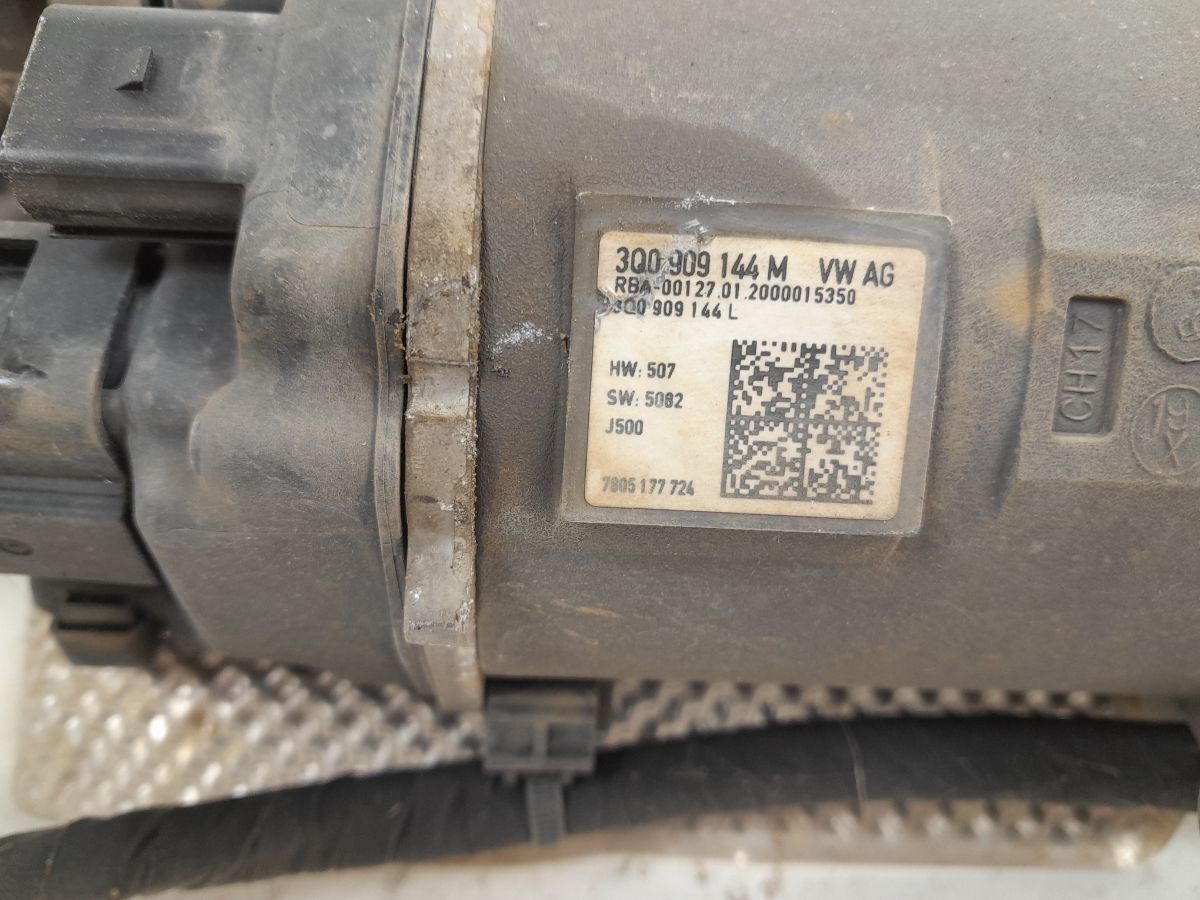 3Q0 909 144 M VW AG
RBA-00127.01.2000015350
3Q0 909 144 L
HW: 507
SW: 5082
J500
7805 177 724
CH17
19